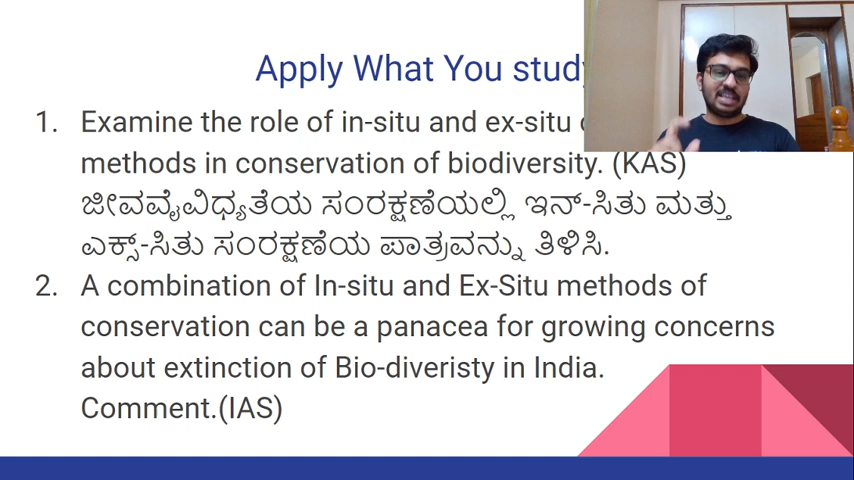 Apply What You study
1. Examine the role of in-situ and ex-situ
methods in conservation of biodiversity. (KAS)
ಜೀವವೈವಿಧ್ಯತೆಯ ಸಂರಕ್ಷಣೆಯಲ್ಲಿ ಇನ್-ಸಿತು ಮತ್ತು
ಎಕ್ಸ್-ಸಿತು ಸಂರಕ್ಷಣೆಯ ಪಾತ್ರವನ್ನು ತಿಳಿಸಿ.
2. A combination of In-situ and Ex-Situ methods of
conservation can be a panacea for growing concerns
about extinction of Bio-diveristy in India.
Comment.(IAS)